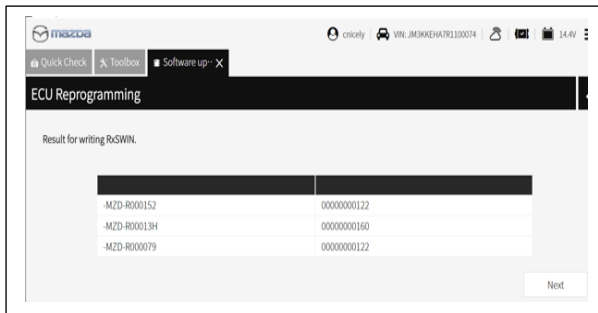 mazda
cnicely VIN: JM3KKEHA7R1100074 14.4V
Quick Check Toolbox Software up··
ECU Reprogramming
Result for writing RxSWIN.
-MZD-R000152 00000000122
-MZD-R00013H 00000000160
-MZD-R000079 00000000122
Next